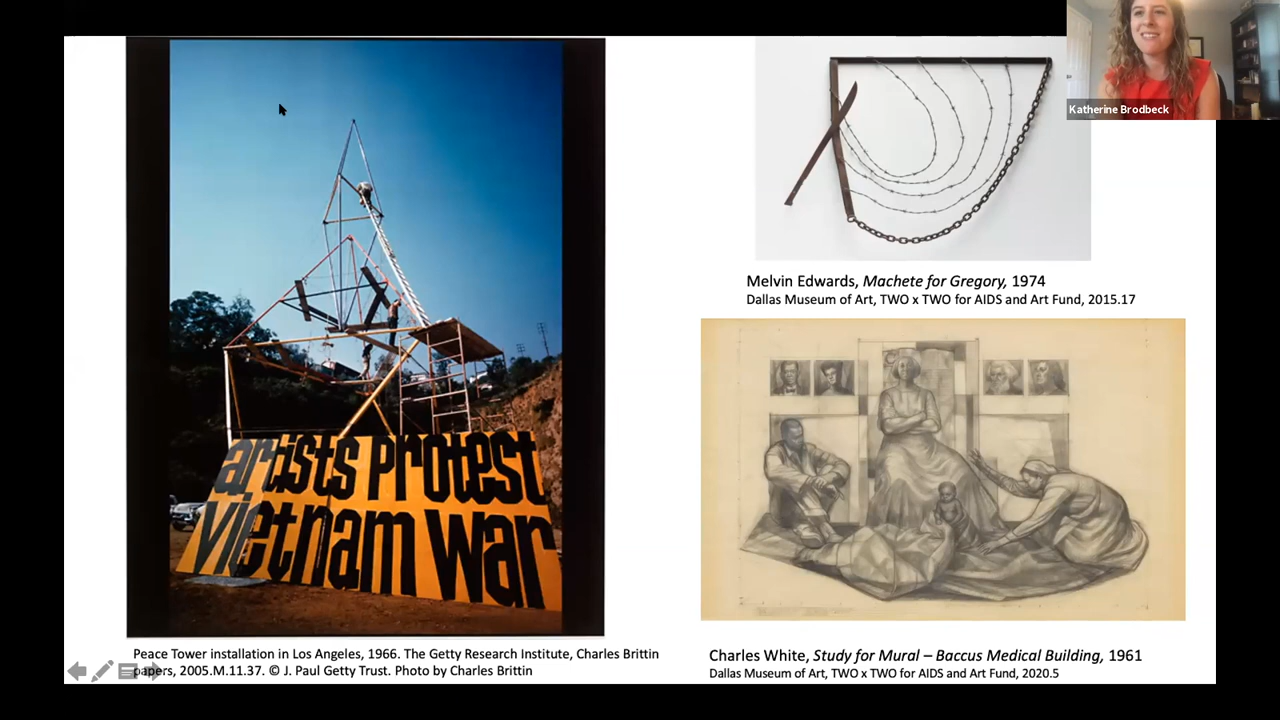 artists Protest
Vietnam War
Peace Tower installation in Los Angeles, 1966. The Getty Research Institute, Charles Brittin
papers, 2005.M.11.37. © J. Paul Getty Trust. Photo by Charles Brittin
Katherine Brodbeck
Melvin Edwards, Machete for Gregory, 1974
Dallas Museum of Art, TWO x TWO for AIDS and Art Fund, 2015.17
Charles White, Study for Mural – Baccus Medical Building, 1961
Dallas Museum of Art, TWO x TWO for AIDS and Art Fund, 2020.5